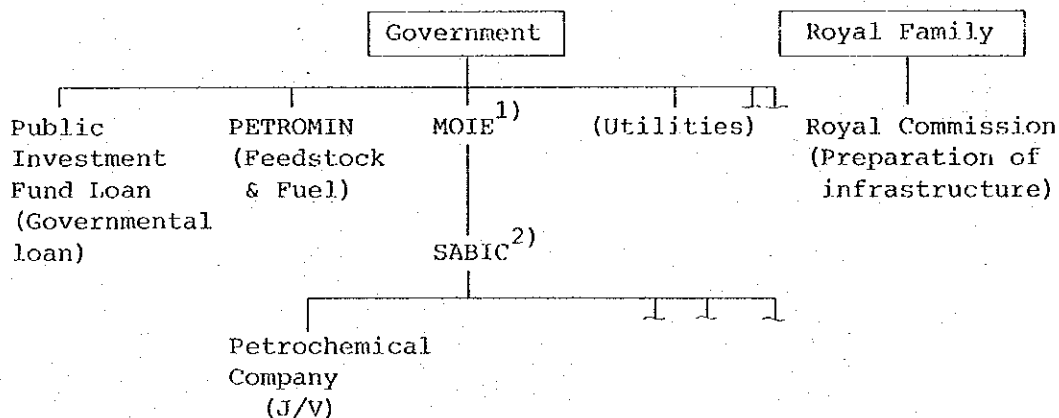 Government
Royal Family
Public
Investment
Fund Loan
(Governmental
loan)
PETROMIN
(Feedstock
& Fuel)
MOIE1)
(Utilities)
Royal Commission
(Preparation of
infrastructure)
SABIC2)
Petrochemical
Company
(J/V)